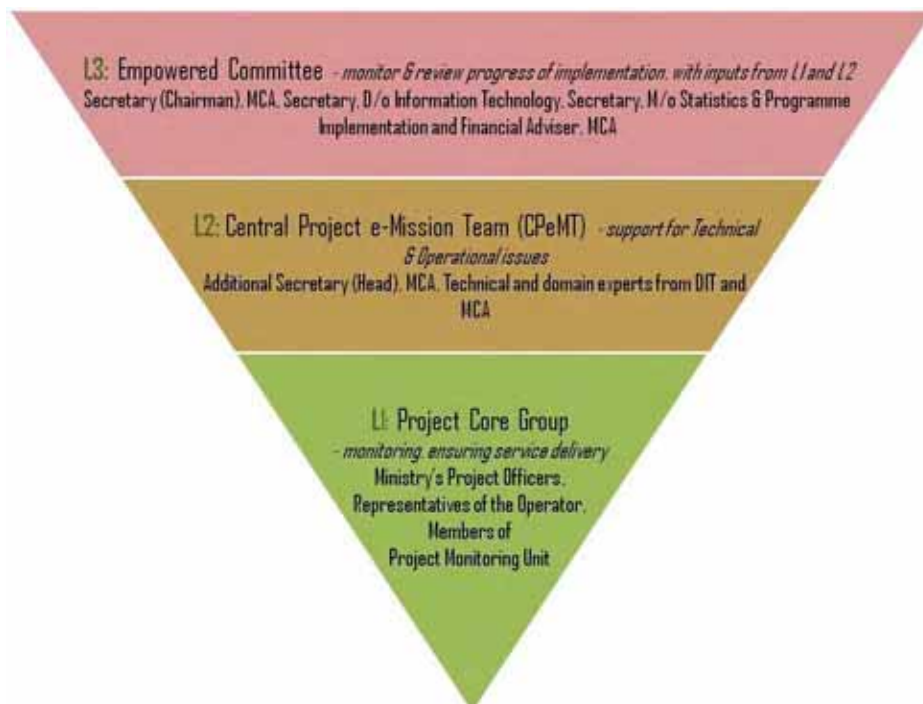 L3: Empowered Committee - monitor & review progress of implementation, with inputs from L1 and L2
Secretary (Chairman), MCA, Secretary, D/o Information Technology, Secretary, M/o Statistics & Programme
Implementation and Financial Adviser, MCA
L2: Central Project e-Mission Team (CPeMT) - support for Technical
& Operational issues
Additional Secretary (Head), MCA, Technical and domain experts from DIT and
MCA
L1: Project Core Group
- monitoring, ensuring service delivery
Ministry's Project Officers,
Representatives of the Operator,
Members of
Project Monitoring Unit